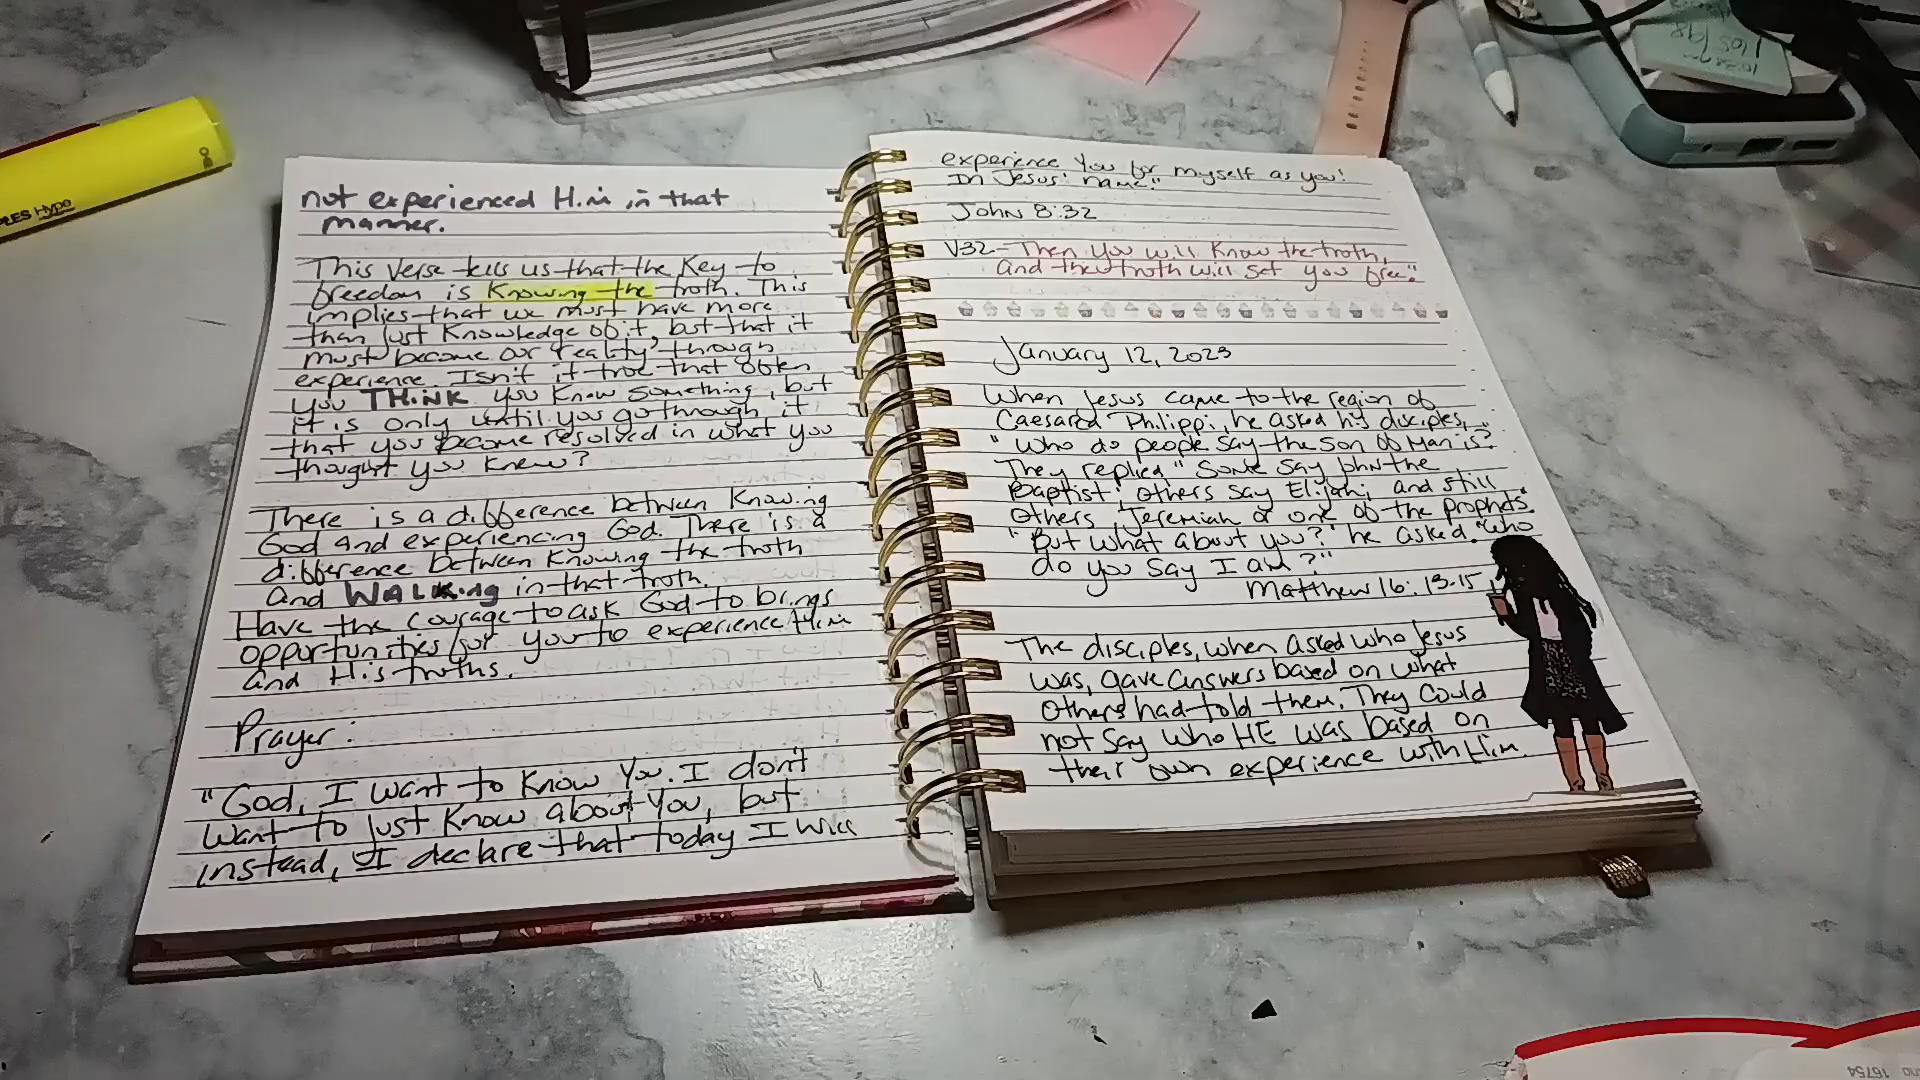 not experienced Him in that
manner.
This verse tells us that the key to
freedom is knowing the truth. This
implies that we must have more
than just knowledge of it, but that it
must become our "reality" through
experience. Isn't it true that often
you THINK you know something, but
it is only until you go through it
that you become resolved in what you
thought you knew?
There is a difference between knowing
God and experiencing God. There is a
difference between knowing the truth
and WALKing in that truth.
Have the courage to ask God to brings
opportunities for you to experience Him
and His truths.
Prayer:
"God, I want to know You. I don't
want to just know about You, but
instead, I declare that today I will
experience You for myself as you!
In Jesus' name."
John 8:32
V32- Then you will know the truth,
and the truth will set you free."
January 12, 2023
When Jesus came to the region of
Caesarea Philippi, he asked his disciples,
"Who do people say the Son of Man is?"
They replied "Some say John the
Baptist; others say Elijah; and still
others, Jeremiah or one of the prophets."
"But what about you?" he asked. "Who
do you say I am?"
Matthew 16:13-15
The disciples, when asked who Jesus
was, gave answers based on what
others had told them. They could
not say who HE was based on
their own experience with Him.
PLES Hype
16754